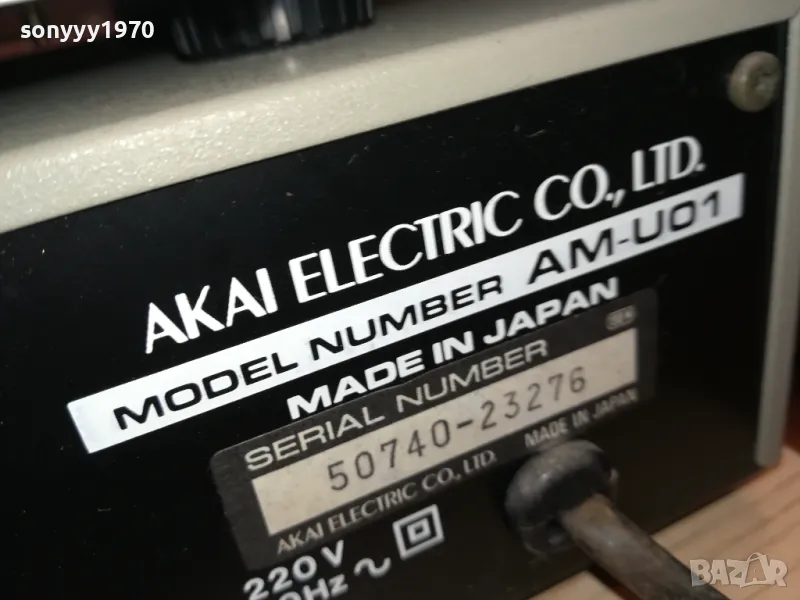 sonyyy1970
AKAI ELECTRIC CO., LTD.
MODEL NUMBER AM-U01
MADE IN JAPAN
SERIAL NUMBER
50740-23276
AKAI ELECTRIC CO., LTD. MADE IN JAPAN
220V
BAZAR